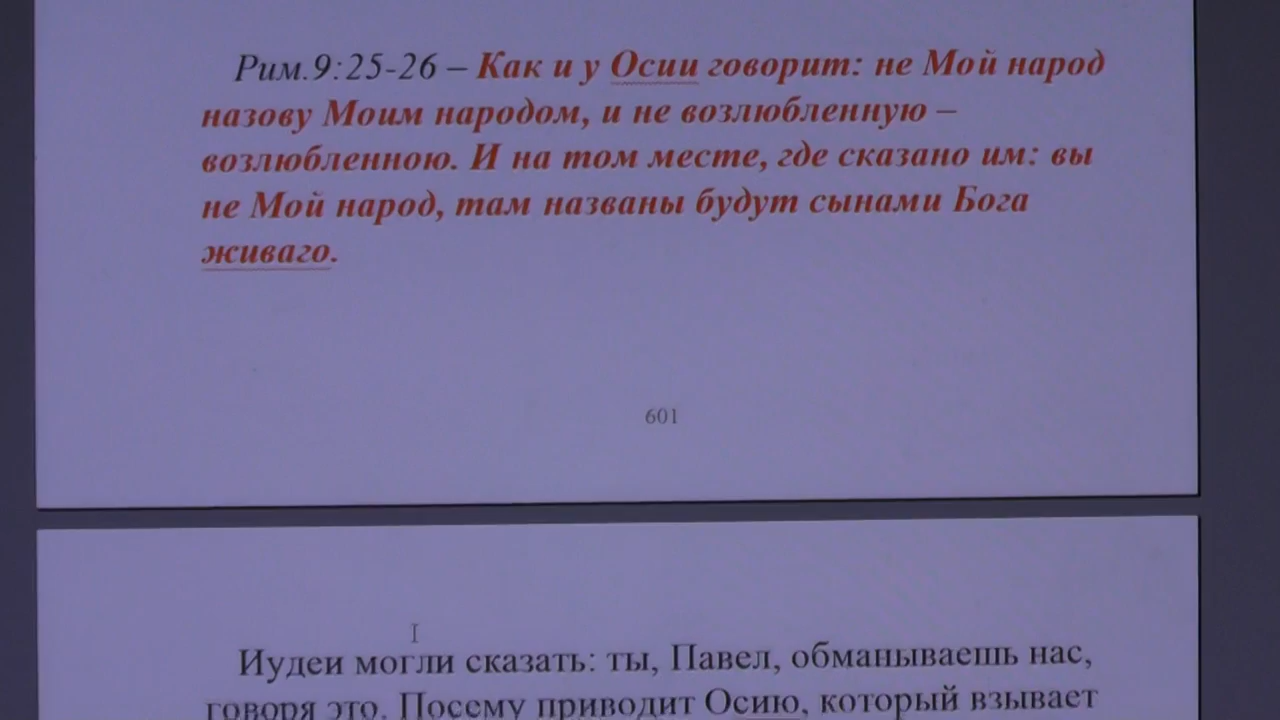 Рим.9:25-26 – Как и у Осии говорит: не Мой народ
назову Моим народом, и не возлюбленную –
возлюбленною. И на том месте, где сказано им: вы
не Мой народ, там названы будут сынами Бога
живаго.
601
Иудеи могли сказать: ты, Павел, обманываешь нас,
говоря это. Посему приводит Осию, который взывает